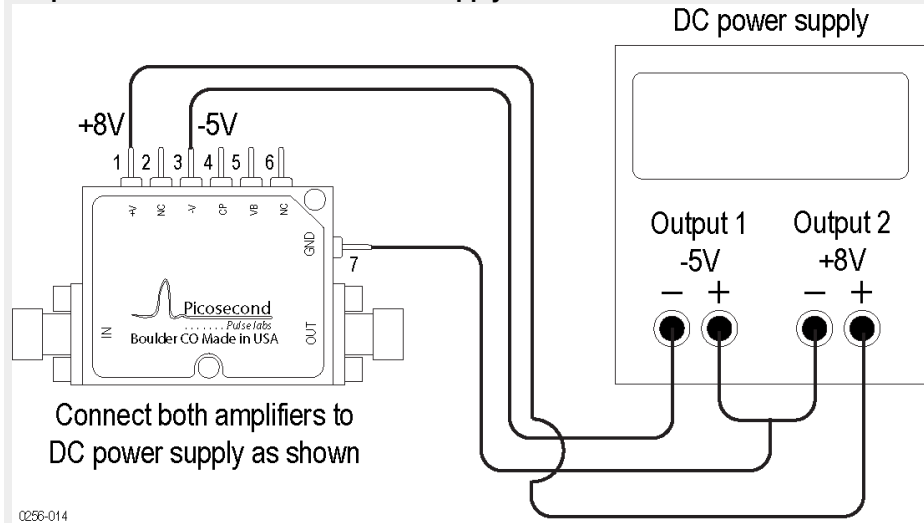 DC power supply
+8V
-5V
1 2 3 4 5 6
+V NC -V CP VB NC
GND
7
IN
OUT
Picosecond
....... Pulse labs
Boulder CO Made in USA
Output 1
-5V
− +
Output 2
+8V
− +
Connect both amplifiers to
DC power supply as shown
0256-014